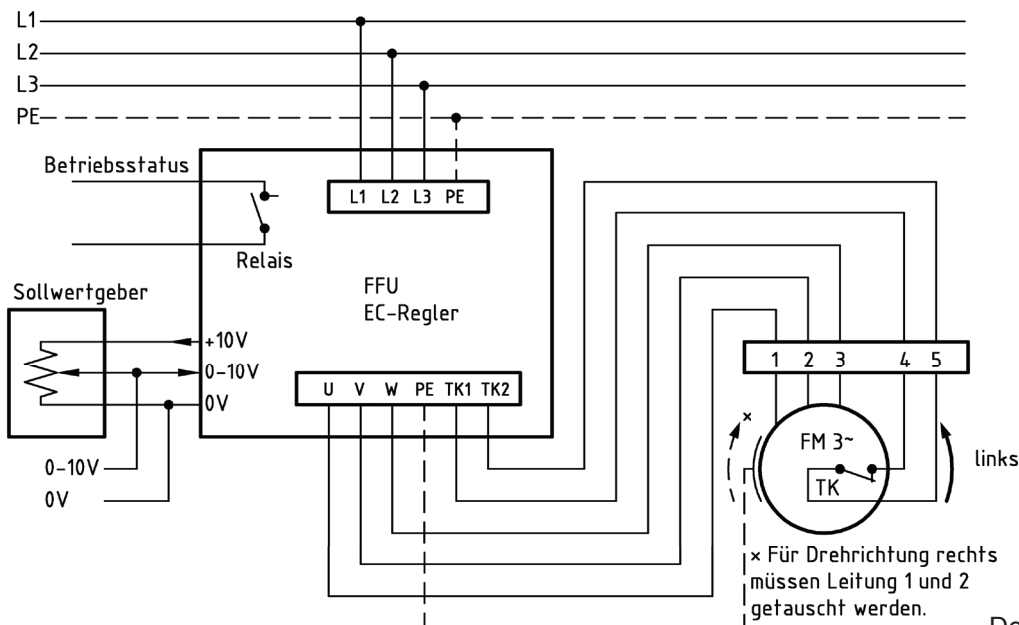 L1
L2
L3
PE
Betriebsstatus
L1 L2 L3 PE
Relais
FFU
EC-Regler
Sollwertgeber
+10V
0-10V
0V
0-10V
0V
U V W PE TK1 TK2
1 2 3 4 5
×
FM 3~
TK
links
× Für Drehrichtung rechts
müssen Leitung 1 und 2
getauscht werden.